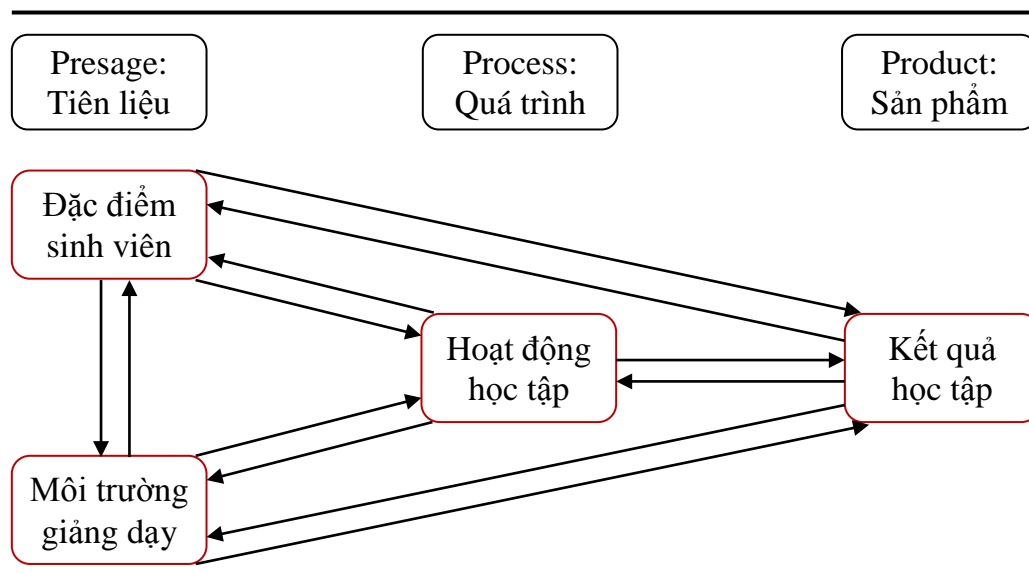 Presage:
Tiên liệu
Process:
Quá trình
Product:
Sản phẩm
Đặc điểm
sinh viên
Hoạt động
học tập
Kết quả
học tập
Môi trường
giảng dạy